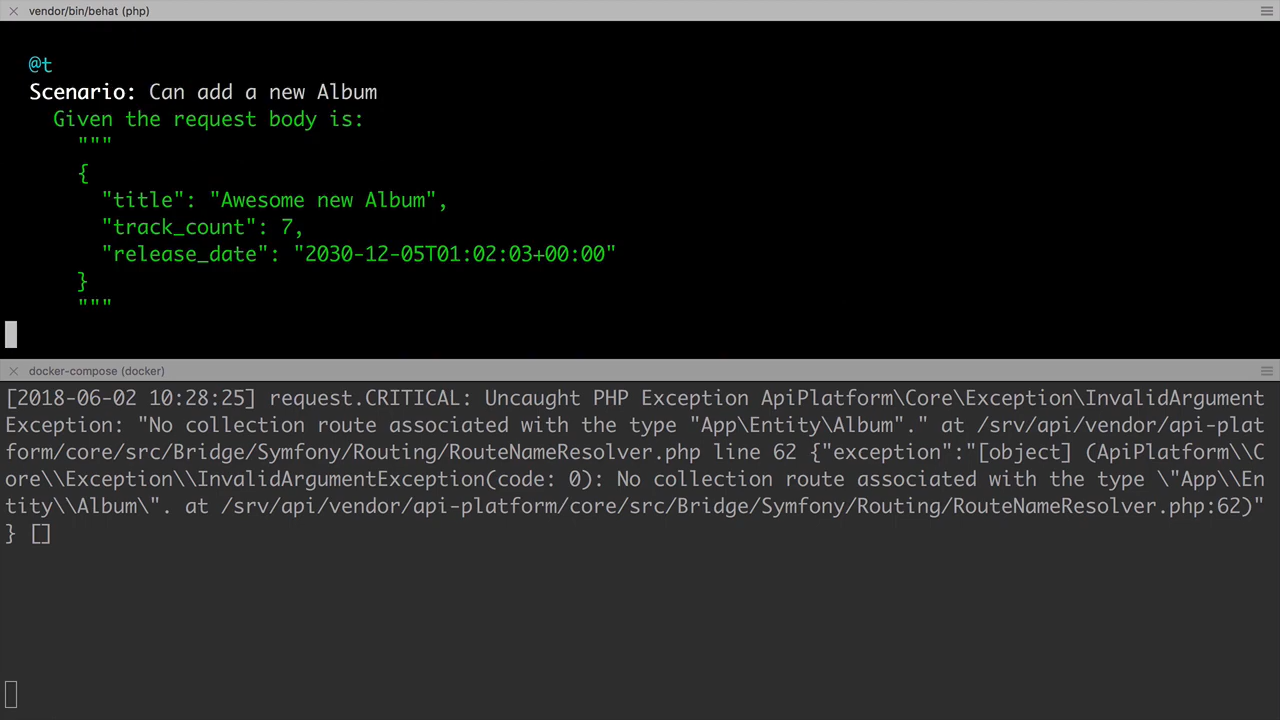 vendor/bin/behat (php)
@t
Scenario: Can add a new Album
Given the request body is:
"""
{
"title": "Awesome new Album",
"track_count": 7,
"release_date": "2030-12-05T01:02:03+00:00"
}
"""
docker-compose (docker)
[2018-06-02 10:28:25] request.CRITICAL: Uncaught PHP Exception ApiPlatform\Core\Exception\InvalidArgument
Exception: "No collection route associated with the type "App\Entity\Album"." at /srv/api/vendor/api-plat
form/core/src/Bridge/Symfony/Routing/RouteNameResolver.php line 62 {"exception":"[object] (ApiPlatform\\C
ore\\Exception\\InvalidArgumentException(code: 0): No collection route associated with the type \"App\\En
tity\\Album\". at /srv/api/vendor/api-platform/core/src/Bridge/Symfony/Routing/RouteNameResolver.php:62)"
} []